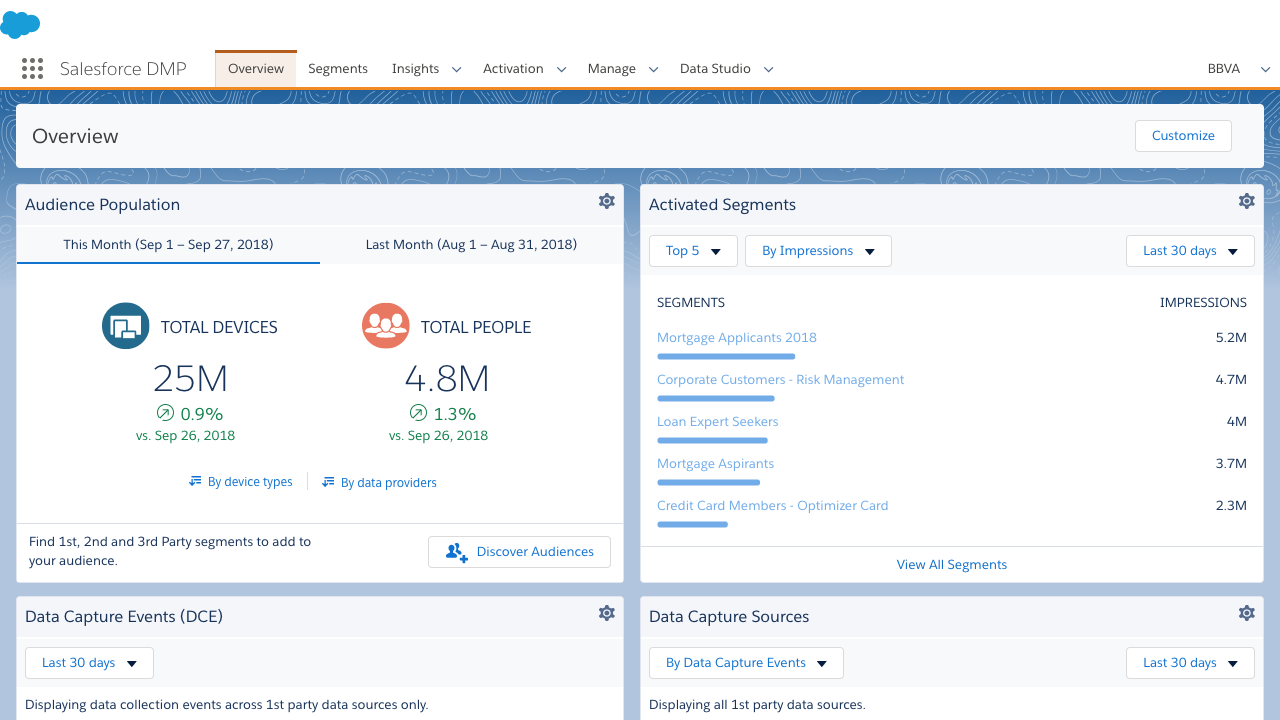 Salesforce DMP
Overview
Segments
Insights
Activation
Manage
Data Studio
BBVA
Overview
Customize
Audience Population
This Month (Sep 1 – Sep 27, 2018)
Last Month (Aug 1 – Aug 31, 2018)
TOTAL DEVICES
25M
0.9%
vs. Sep 26, 2018
TOTAL PEOPLE
4.8M
1.3%
vs. Sep 26, 2018
By device types
By data providers
Find 1st, 2nd and 3rd Party segments to add to
your audience.
Discover Audiences
Activated Segments
Top 5
By Impressions
Last 30 days
SEGMENTS
IMPRESSIONS
Mortgage Applicants 2018
5.2M
Corporate Customers - Risk Management
4.7M
Loan Expert Seekers
4M
Mortgage Aspirants
3.7M
Credit Card Members - Optimizer Card
2.3M
View All Segments
Data Capture Events (DCE)
Last 30 days
Displaying data collection events across 1st party data sources only.
Data Capture Sources
By Data Capture Events
Last 30 days
Displaying all 1st party data sources.